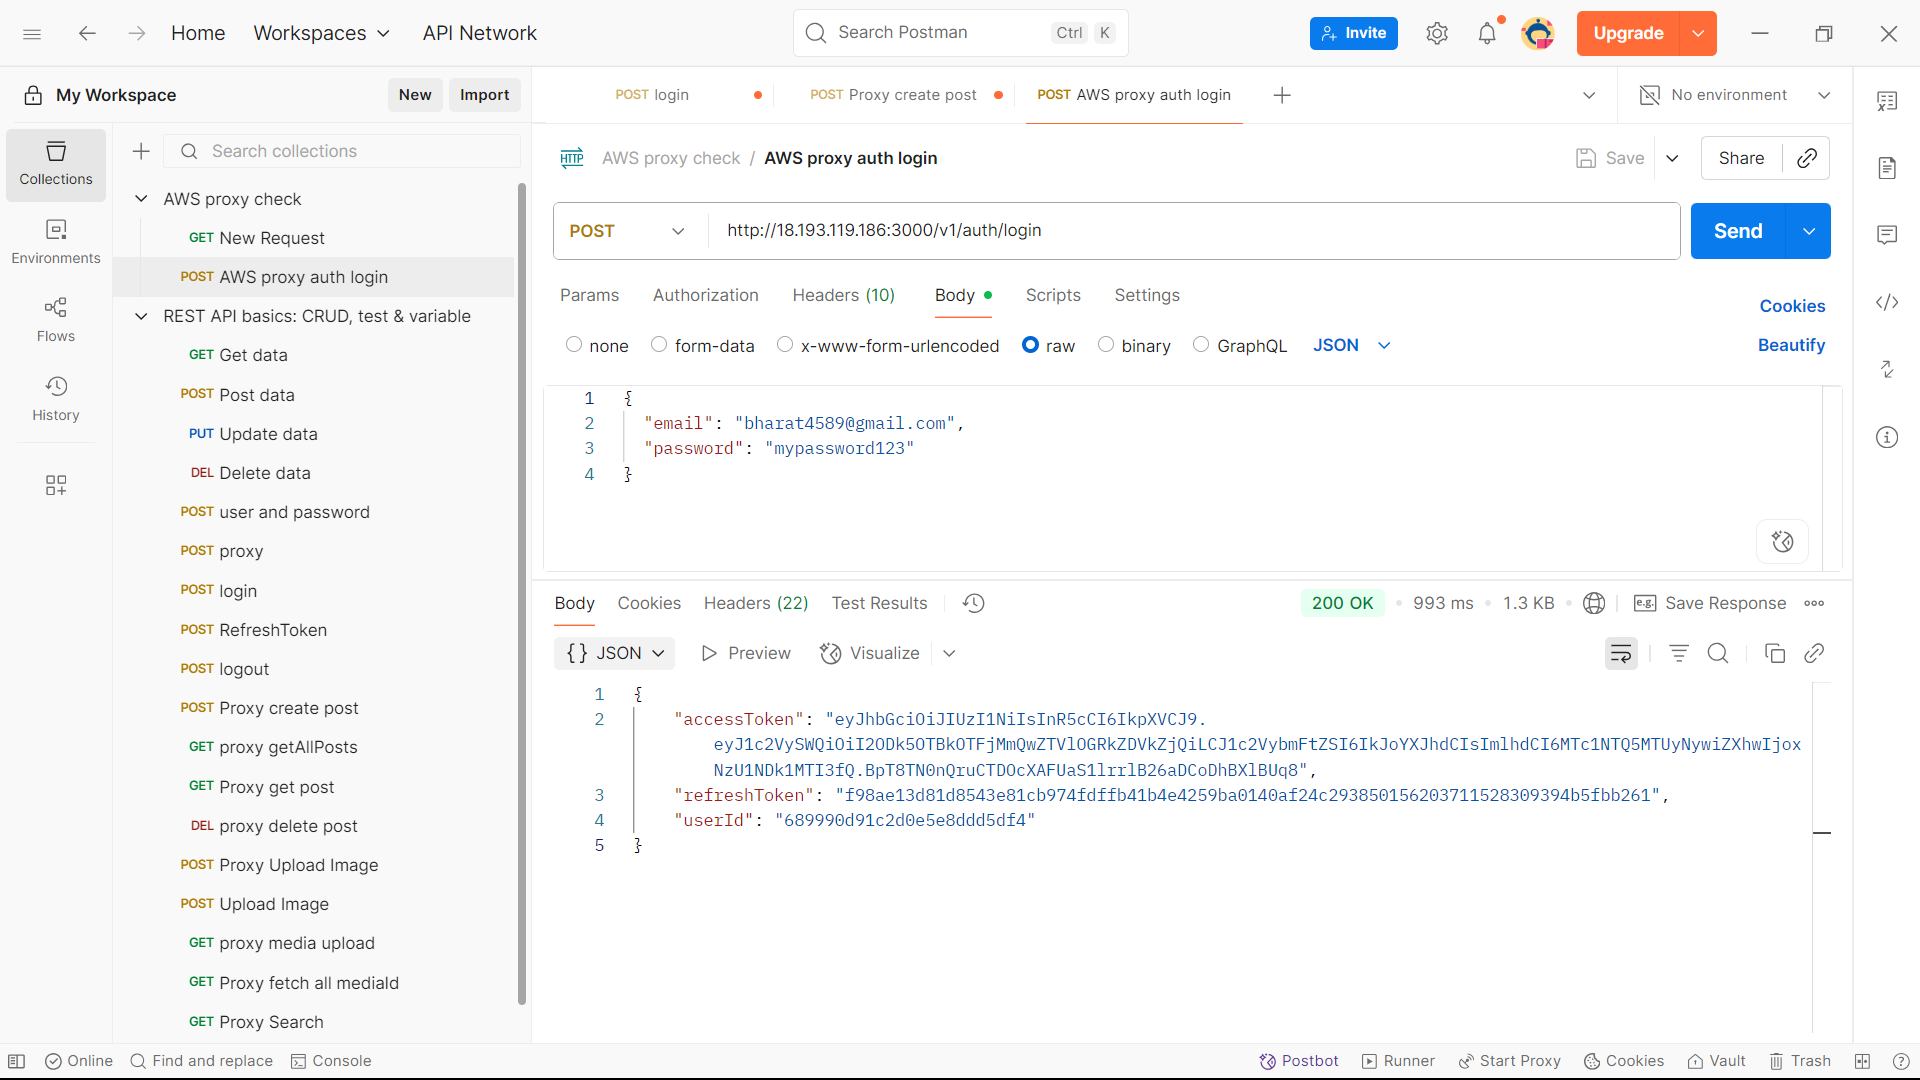 Home
Workspaces
API Network
Search Postman
Ctrl K
Invite
Upgrade
My Workspace
New
Import
POST login
POST Proxy create post
POST AWS proxy auth login
No environment
Collections
Environments
Flows
History
Search collections
AWS proxy check
GET New Request
POST AWS proxy auth login
REST API basics: CRUD, test & variable
GET Get data
POST Post data
PUT Update data
DEL Delete data
POST user and password
POST proxy
POST login
POST RefreshToken
POST logout
POST Proxy create post
GET proxy getAllPosts
GET Proxy get post
DEL proxy delete post
POST Proxy Upload Image
POST Upload Image
GET proxy media upload
GET Proxy fetch all mediaId
GET Proxy Search
HTTP AWS proxy check / AWS proxy auth login
Save
Share
POST http://18.193.119.186:3000/v1/auth/login
Send
Params Authorization Headers (10) Body Scripts Settings
Cookies
none form-data x-www-form-urlencoded raw binary GraphQL JSON
Beautify
1 {
2 "email": "bharat4589@gmail.com",
3 "password": "mypassword123"
4 }
Body Cookies Headers (22) Test Results
200 OK • 993 ms • 1.3 KB •
e.g. Save Response
{} JSON Preview Visualize
1 {
2 "accessToken": "eyJhbGciOiJIUzI1NiIsInR5cCI6IkpXVCJ9.
eyJ1c2VySWQiOiI2ODk5OTBkOTFjMmQwZTVlOGRkZDVkZjQiLCJ1c2VybmFtZSI6IkJoYXJhdCIsImlhdCI6MTc1NTQ5MTUyNywiZXhwIjox
NzU1NDk1MTI3fQ.BpT8TN0nQruCTDOcXAFUaS1lrrlB26aDCoDhBXlBUq8",
3 "refreshToken": "f98ae13d81d8543e81cb974fdffb41b4e4259ba0140af24c293850156203711528309394b5fbb261",
4 "userId": "689990d91c2d0e5e8ddd5df4"
5 }
Online
Find and replace
Console
Postbot
Runner
Start Proxy
Cookies
Vault
Trash